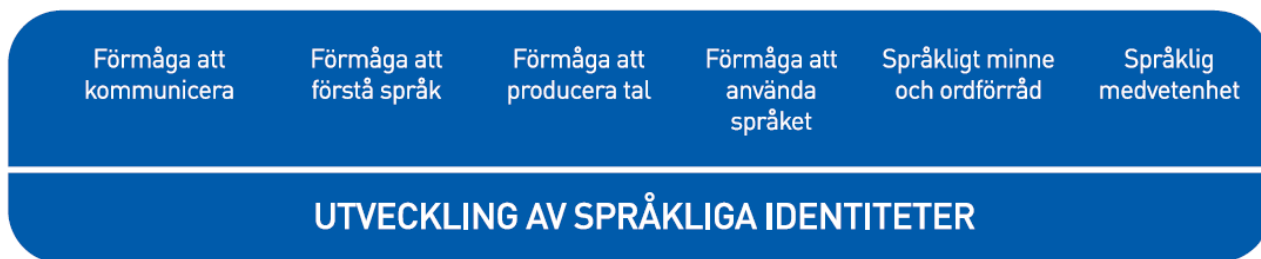 Förmåga att
kommunicera
Förmåga att
förstå språk
Förmåga att
producera tal
Förmåga att
använda
språket
Språkligt minne
och ordförråd
Språklig
medvetenhet
UTVECKLING AV SPRÅKLIGA IDENTITETER